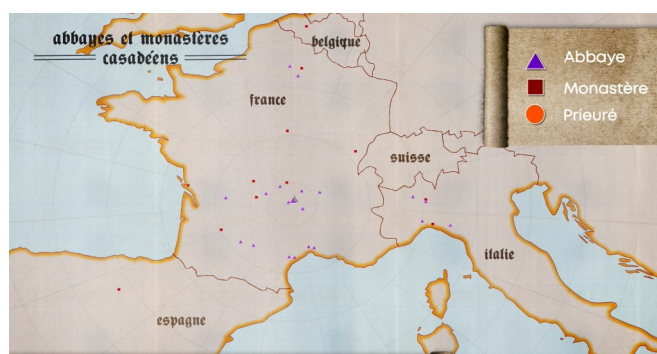 abbayes et monastères
casadéens
belgique
france
suisse
italie
espagne
Abbaye
Monastère
Prieuré